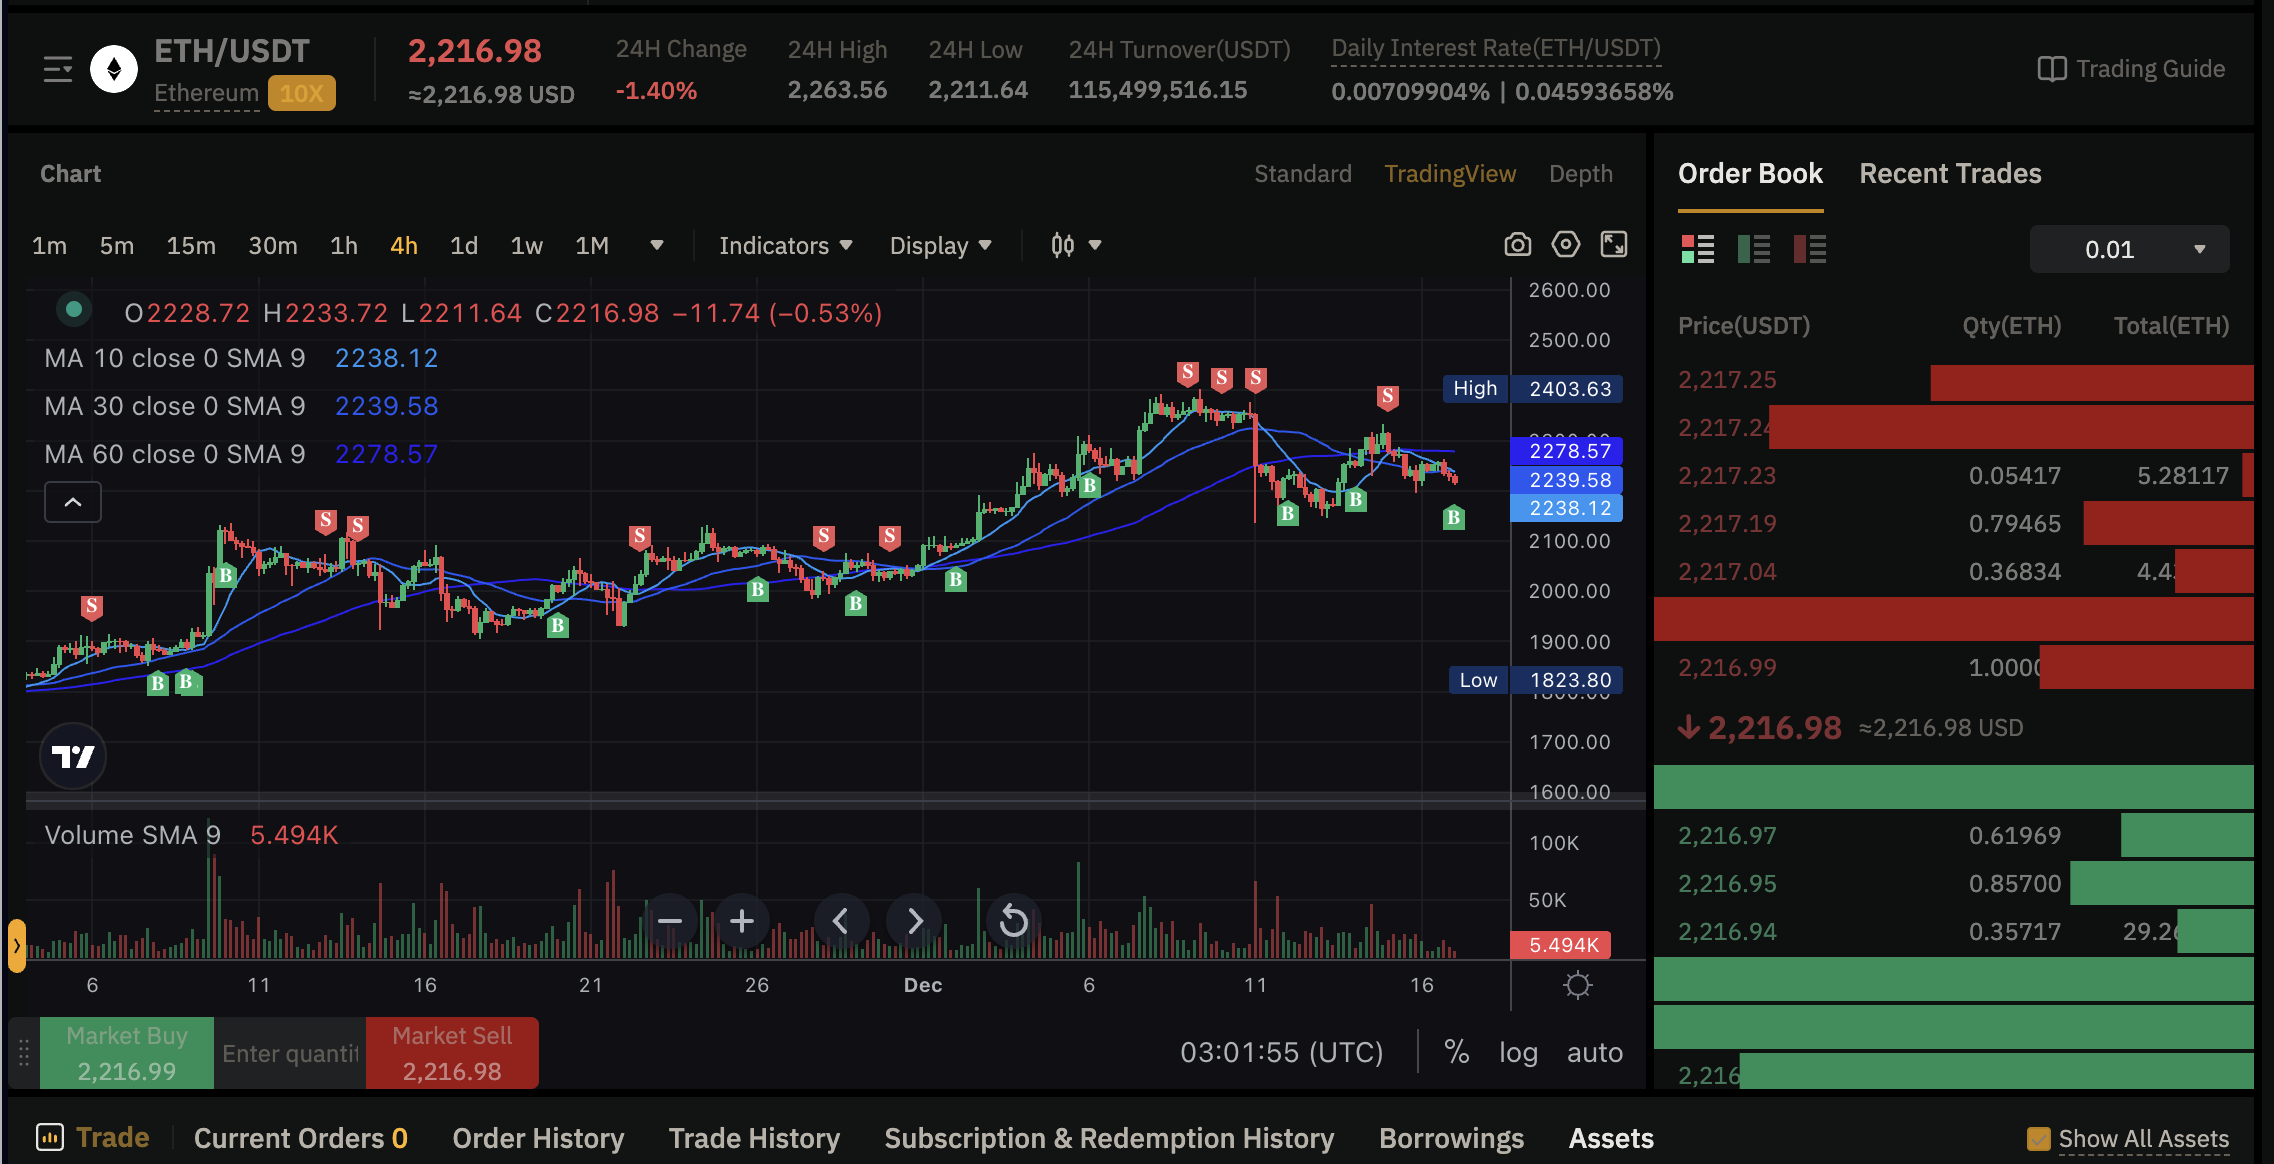 ETH/USDT
Ethereum 10X
2,216.98
≈2,216.98 USD
24H Change
-1.40%
24H High
2,263.56
24H Low
2,211.64
24H Turnover(USDT)
115,499,516.15
Daily Interest Rate(ETH/USDT)
0.00709904% | 0.04593658%
Trading Guide
Chart
Standard TradingView Depth
1m 5m 15m 30m 1h 4h 1d 1w 1M Indicators Display
O2228.72 H2233.72 L2211.64 C2216.98 −11.74 (−0.53%)
MA 10 close 0 SMA 9 2238.12
MA 30 close 0 SMA 9 2239.58
MA 60 close 0 SMA 9 2278.57
S S S S S S S S S S S
B B B B B B B B B B B B
2600.00
2500.00
High 2403.63
2278.57
2239.58
2238.12
2100.00
2000.00
1900.00
Low 1823.80
1700.00
1600.00
Volume SMA 9 5.494K
100K
50K
5.494K
6 11 16 21 26 Dec 6 11 16
Market Buy
2,216.99
Enter quantit
Market Sell
2,216.98
03:01:55 (UTC) % log auto
Order Book Recent Trades
0.01
Price(USDT) Qty(ETH) Total(ETH)
2,217.25
2,217.24
2,217.23 0.05417 5.28117
2,217.19 0.79465
2,217.04 0.36834 4.4
2,216.99 1.0000
2,216.98 ≈2,216.98 USD
2,216.97 0.61969
2,216.95 0.85700
2,216.94 0.35717 29.2
2,216
Trade Current Orders 0 Order History Trade History Subscription & Redemption History Borrowings Assets
Show All Assets